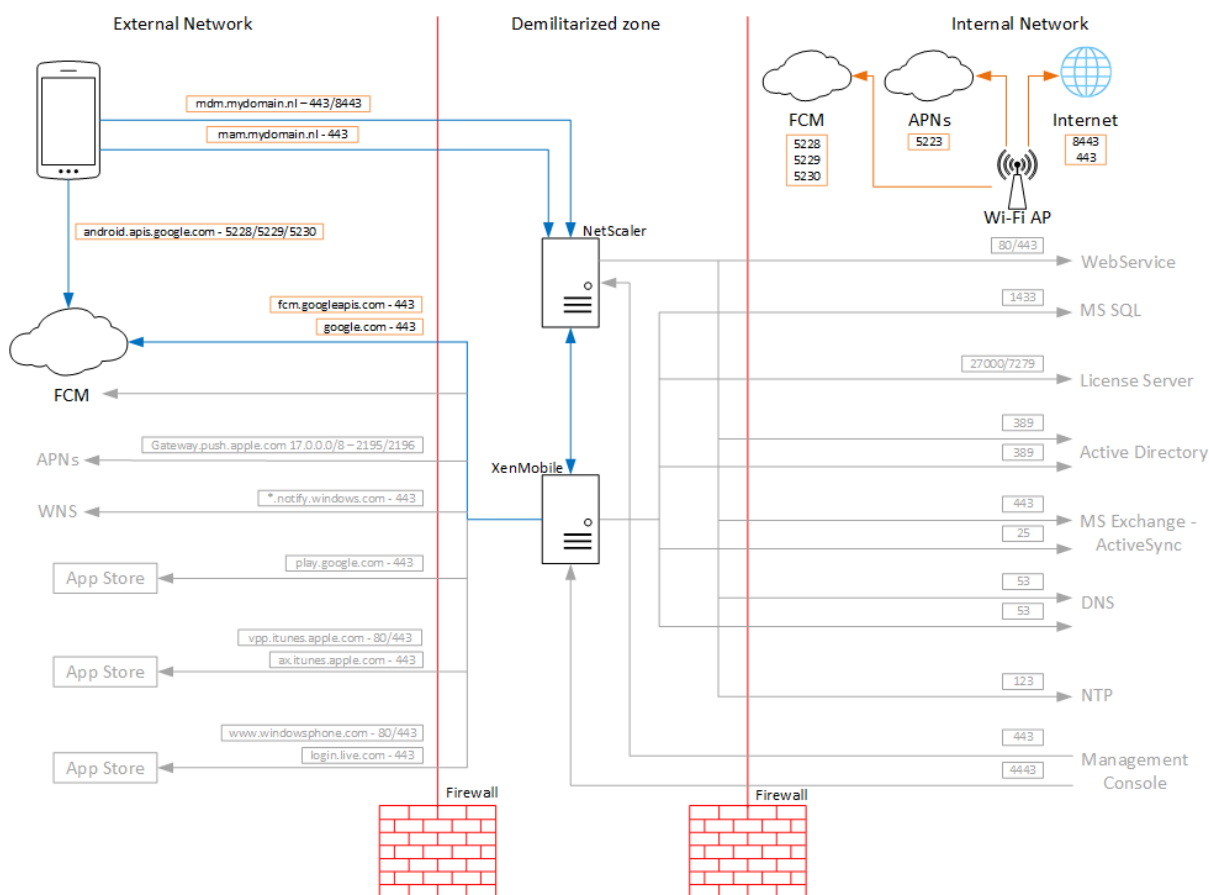 External Network
Demilitarized zone
Internal Network
mdm.mydomain.nl – 443/8443
mam.mydomain.nl - 443
android.apis.google.com - 5228/5229/5230
fcm.googleapis.com - 443
google.com - 443
FCM
Gateway.push.apple.com 17.0.0.0/8 – 2195/2196
APNs
*.notify.windows.com - 443
WNS
play.google.com - 443
App Store
vpp.itunes.apple.com - 80/443
ax.itunes.apple.com - 443
App Store
www.windowsphone.com - 80/443
login.live.com - 443
App Store
NetScaler
XenMobile
Firewall
Firewall
FCM
5228
5229
5230
APNs
5223
Internet
8443
443
Wi-Fi AP
80/443
WebService
1433
MS SQL
27000/7279
License Server
389
389
Active Directory
443
MS Exchange -
ActiveSync
25
53
DNS
53
123
NTP
443
Management
Console
4443